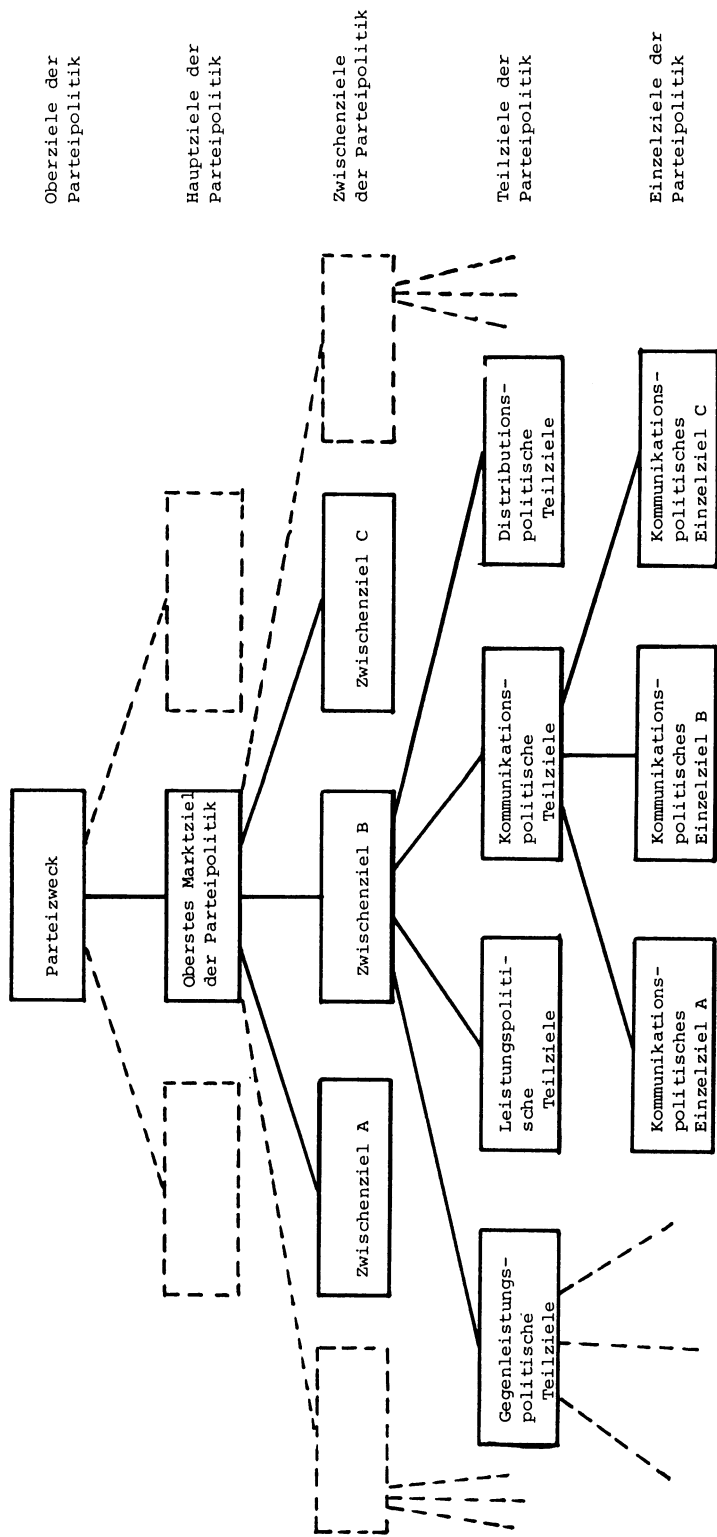 Parteizweck
Oberziele der
Parteipolitik
Oberstes Marktziel
der Parteipolitik
Hauptziele der
Parteipolitik
Zwischenziel A
Zwischenziel B
Zwischenziel C
Zwischenziele
der Parteipolitik
Gegenleistungs-
politische
Teilziele
Leistungspoliti-
sche
Teilziele
Kommunikations-
politische
Teilziele
Distributions-
politische
Teilziele
Teilziele der
Parteipolitik
Kommunikations-
politisches
Einzelziel A
Kommunikations-
politisches
Einzelziel B
Kommunikations-
politisches
Einzelziel C
Einzelziele der
Parteipolitik